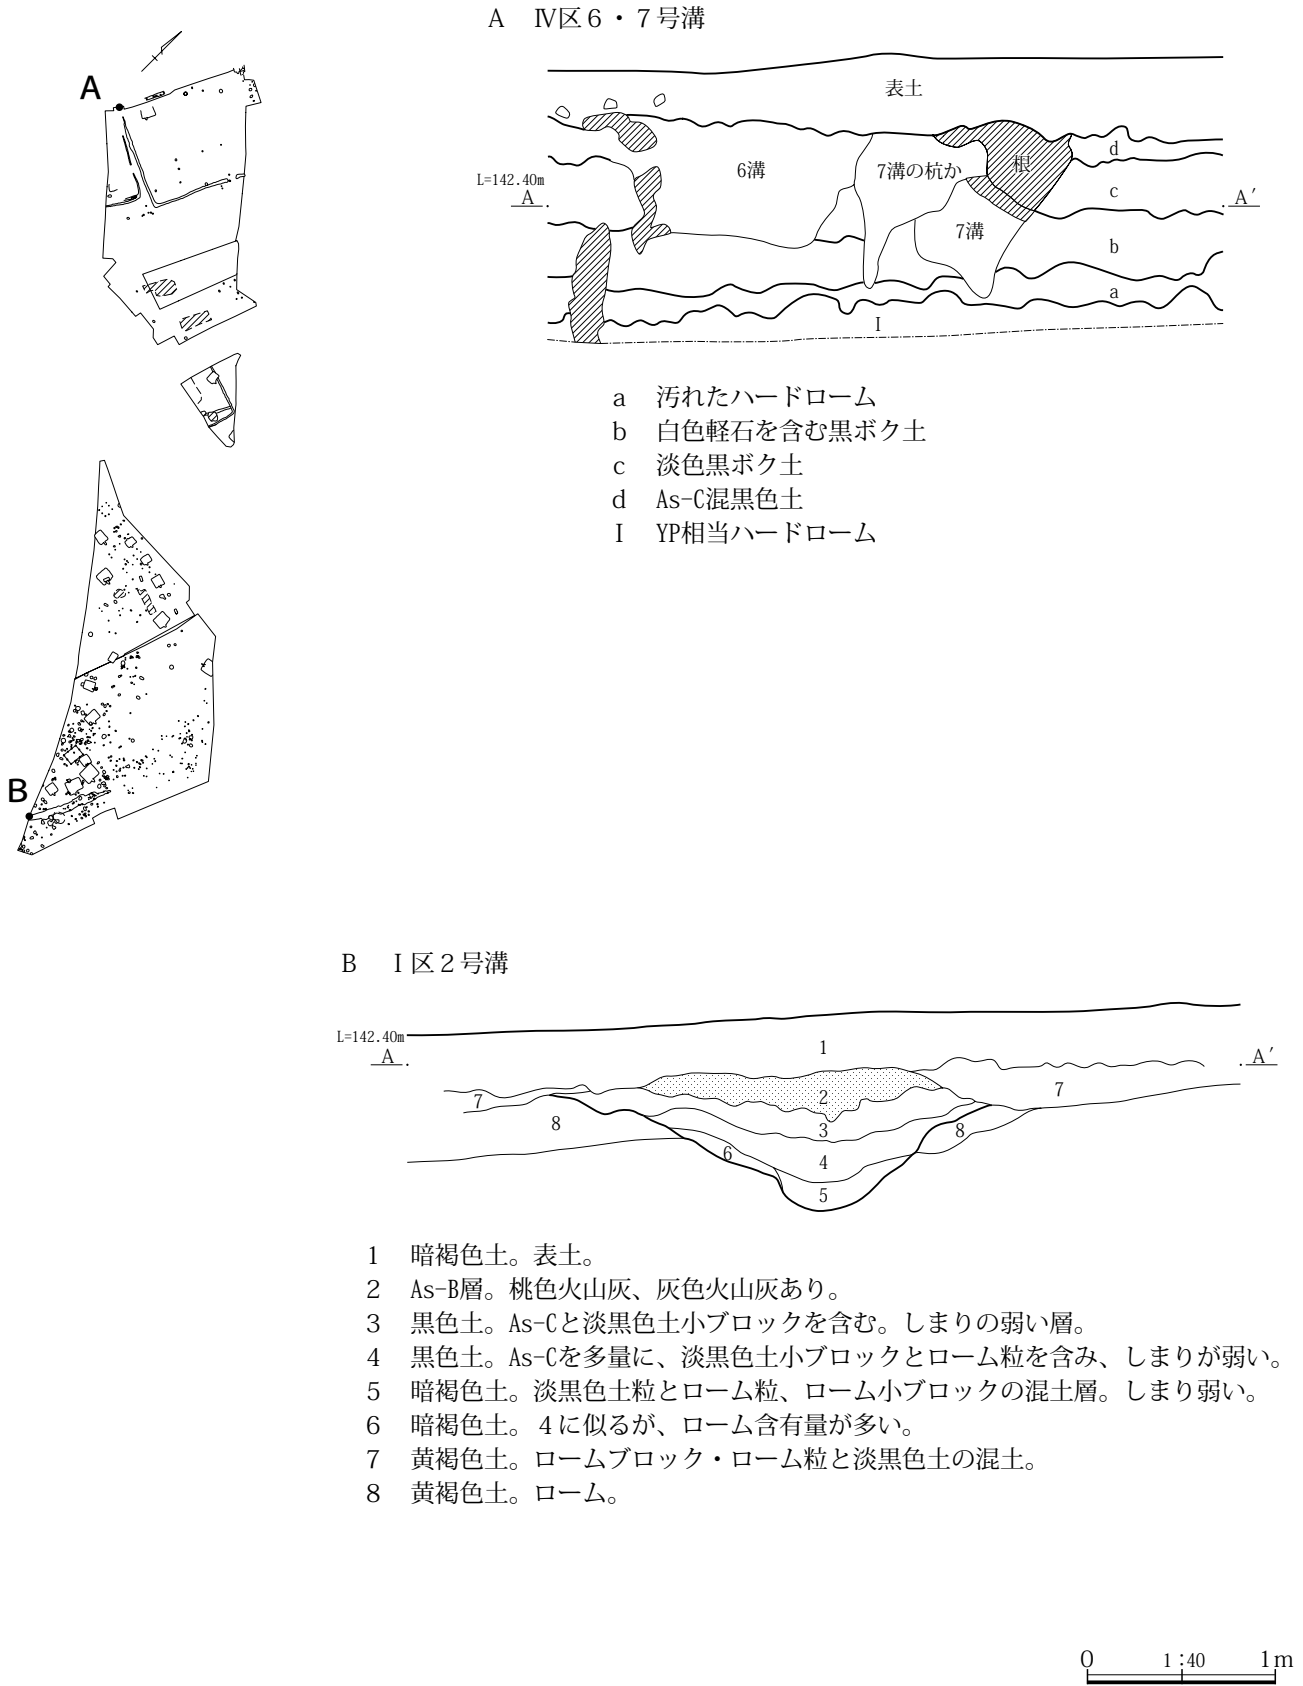 A
B
A Ⅳ区6・7号溝
表土
d
根
6溝
7溝の杭か
L=142.40m
A
A′
c
7溝
b
a
I
a 汚れたハードローム
b 白色軽石を含む黒ボク土
c 淡色黒ボク土
d As-C混黒色土
I YP相当ハードローム
B Ⅰ区2号溝
L=142.40m
A
A′
1
7
2
7
8
3
8
6
4
5
1 暗褐色土。表土。
2 As-B層。桃色火山灰、灰色火山灰あり。
3 黒色土。As-Cと淡黒色土小ブロックを含む。しまりの弱い層。
4 黒色土。As-Cを多量に、淡黒色土小ブロックとローム粒を含み、しまりが弱い。
5 暗褐色土。淡黒色土粒とローム粒、ローム小ブロックの混土層。しまり弱い。
6 暗褐色土。4に似るが、ローム含有量が多い。
7 黄褐色土。ロームブロック・ローム粒と淡黒色土の混土。
8 黄褐色土。ローム。
0 1:40 1m